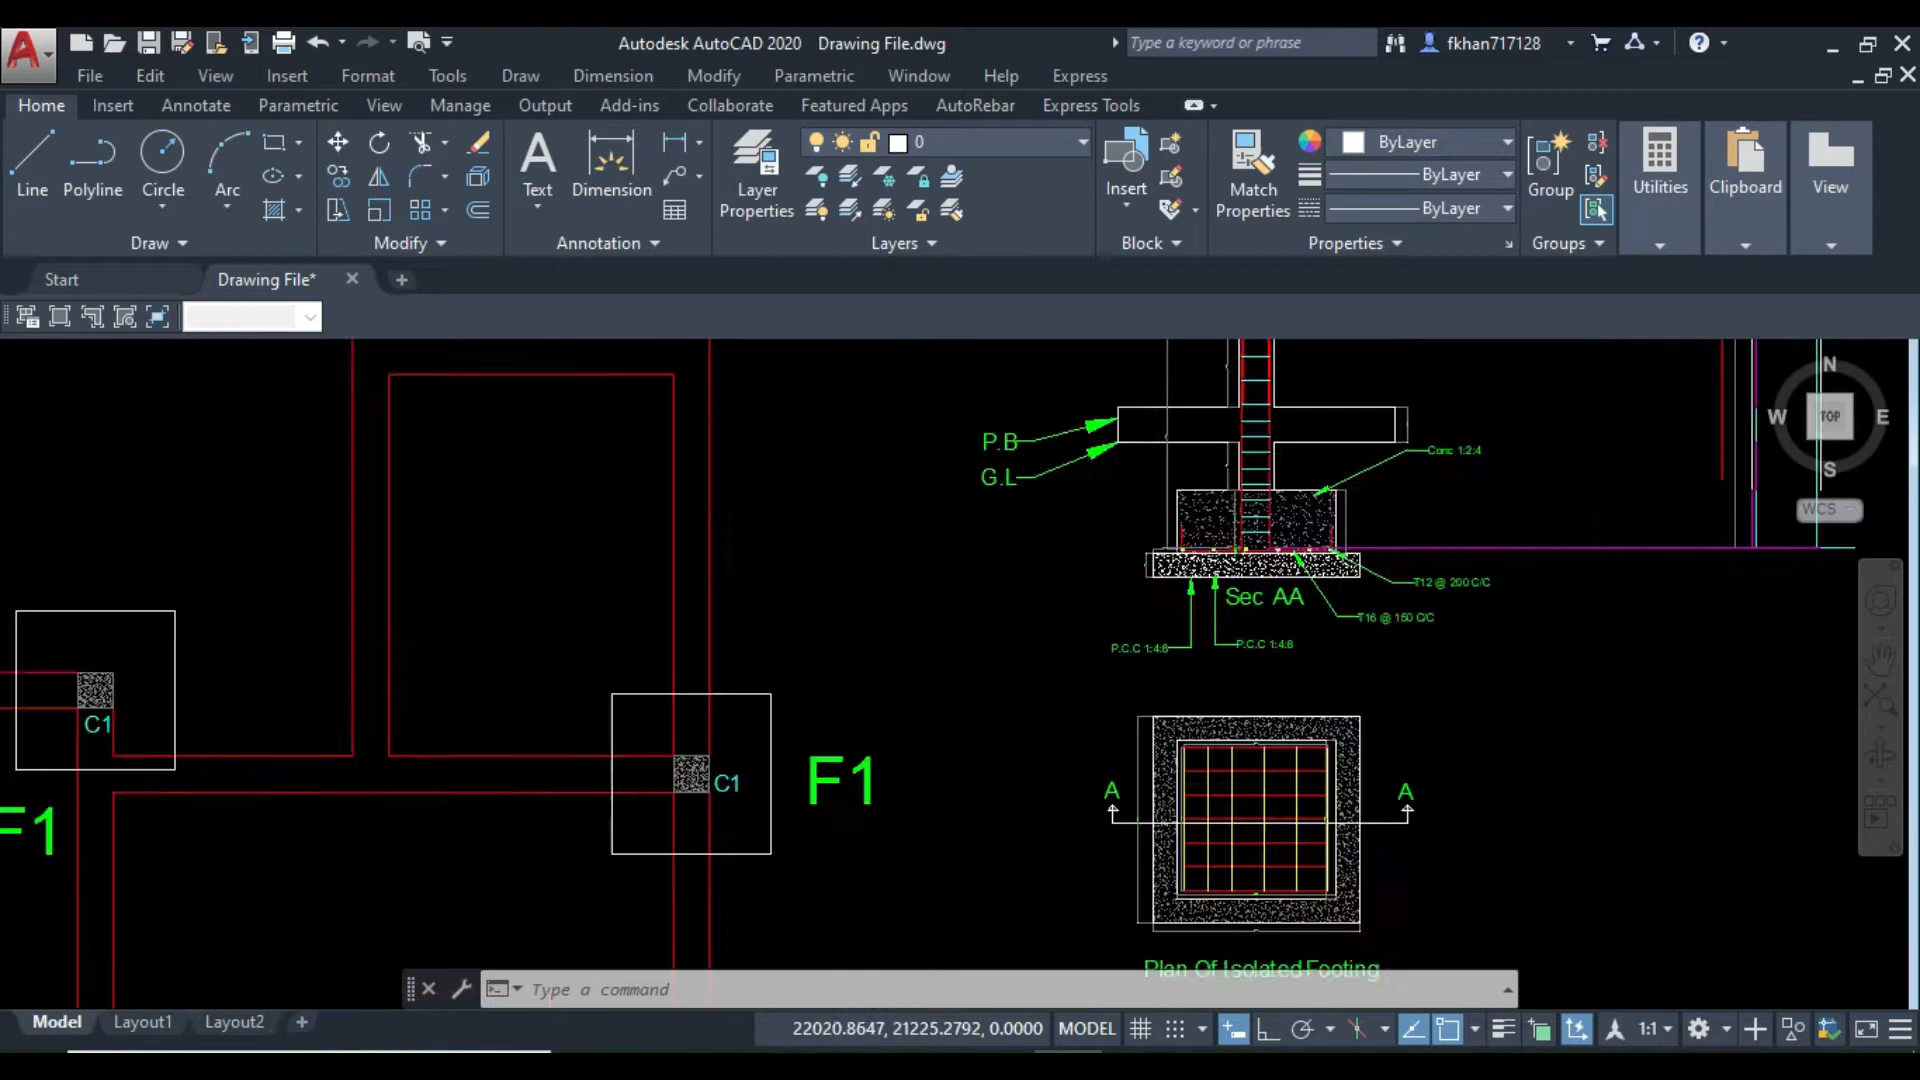 Autodesk AutoCAD 2020 Drawing File.dwg
Type a keyword or phrase
fkhan717128
File Edit View Insert Format Tools Draw Dimension Modify Parametric Window Help Express
Home Insert Annotate Parametric View Manage Output Add-ins Collaborate Featured Apps AutoRebar Express Tools
0
ByLayer
ByLayer
ByLayer
Line Polyline Circle Arc
Text Dimension
Layer Properties
Insert
Match Properties
Group
Utilities Clipboard View
Draw Modify Annotation Layers Block Properties Groups
Start Drawing File*
N
W TOP E
S
WCS
P.B
G.L
Conc 1:2:4
T12 @ 200 C/C
Sec AA
T16 @ 150 C/C
P.C.C 1:4:8
P.C.C 1:4:8
C1
F1
C1
F1
A A
Plan Of Isolated Footing
Type a command
Model Layout1 Layout2
22020.8647, 21225.2792, 0.0000 MODEL
1:1